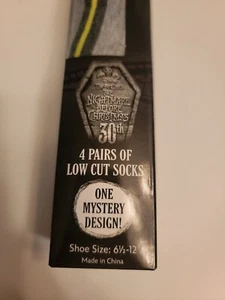 THE
NIGHTMARE
BEFORE
CHRISTMAS
30th
4 PAIRS OF
LOW CUT SOCKS
ONE
MYSTERY
DESIGN!
Shoe Size: 6½-12
Made in China